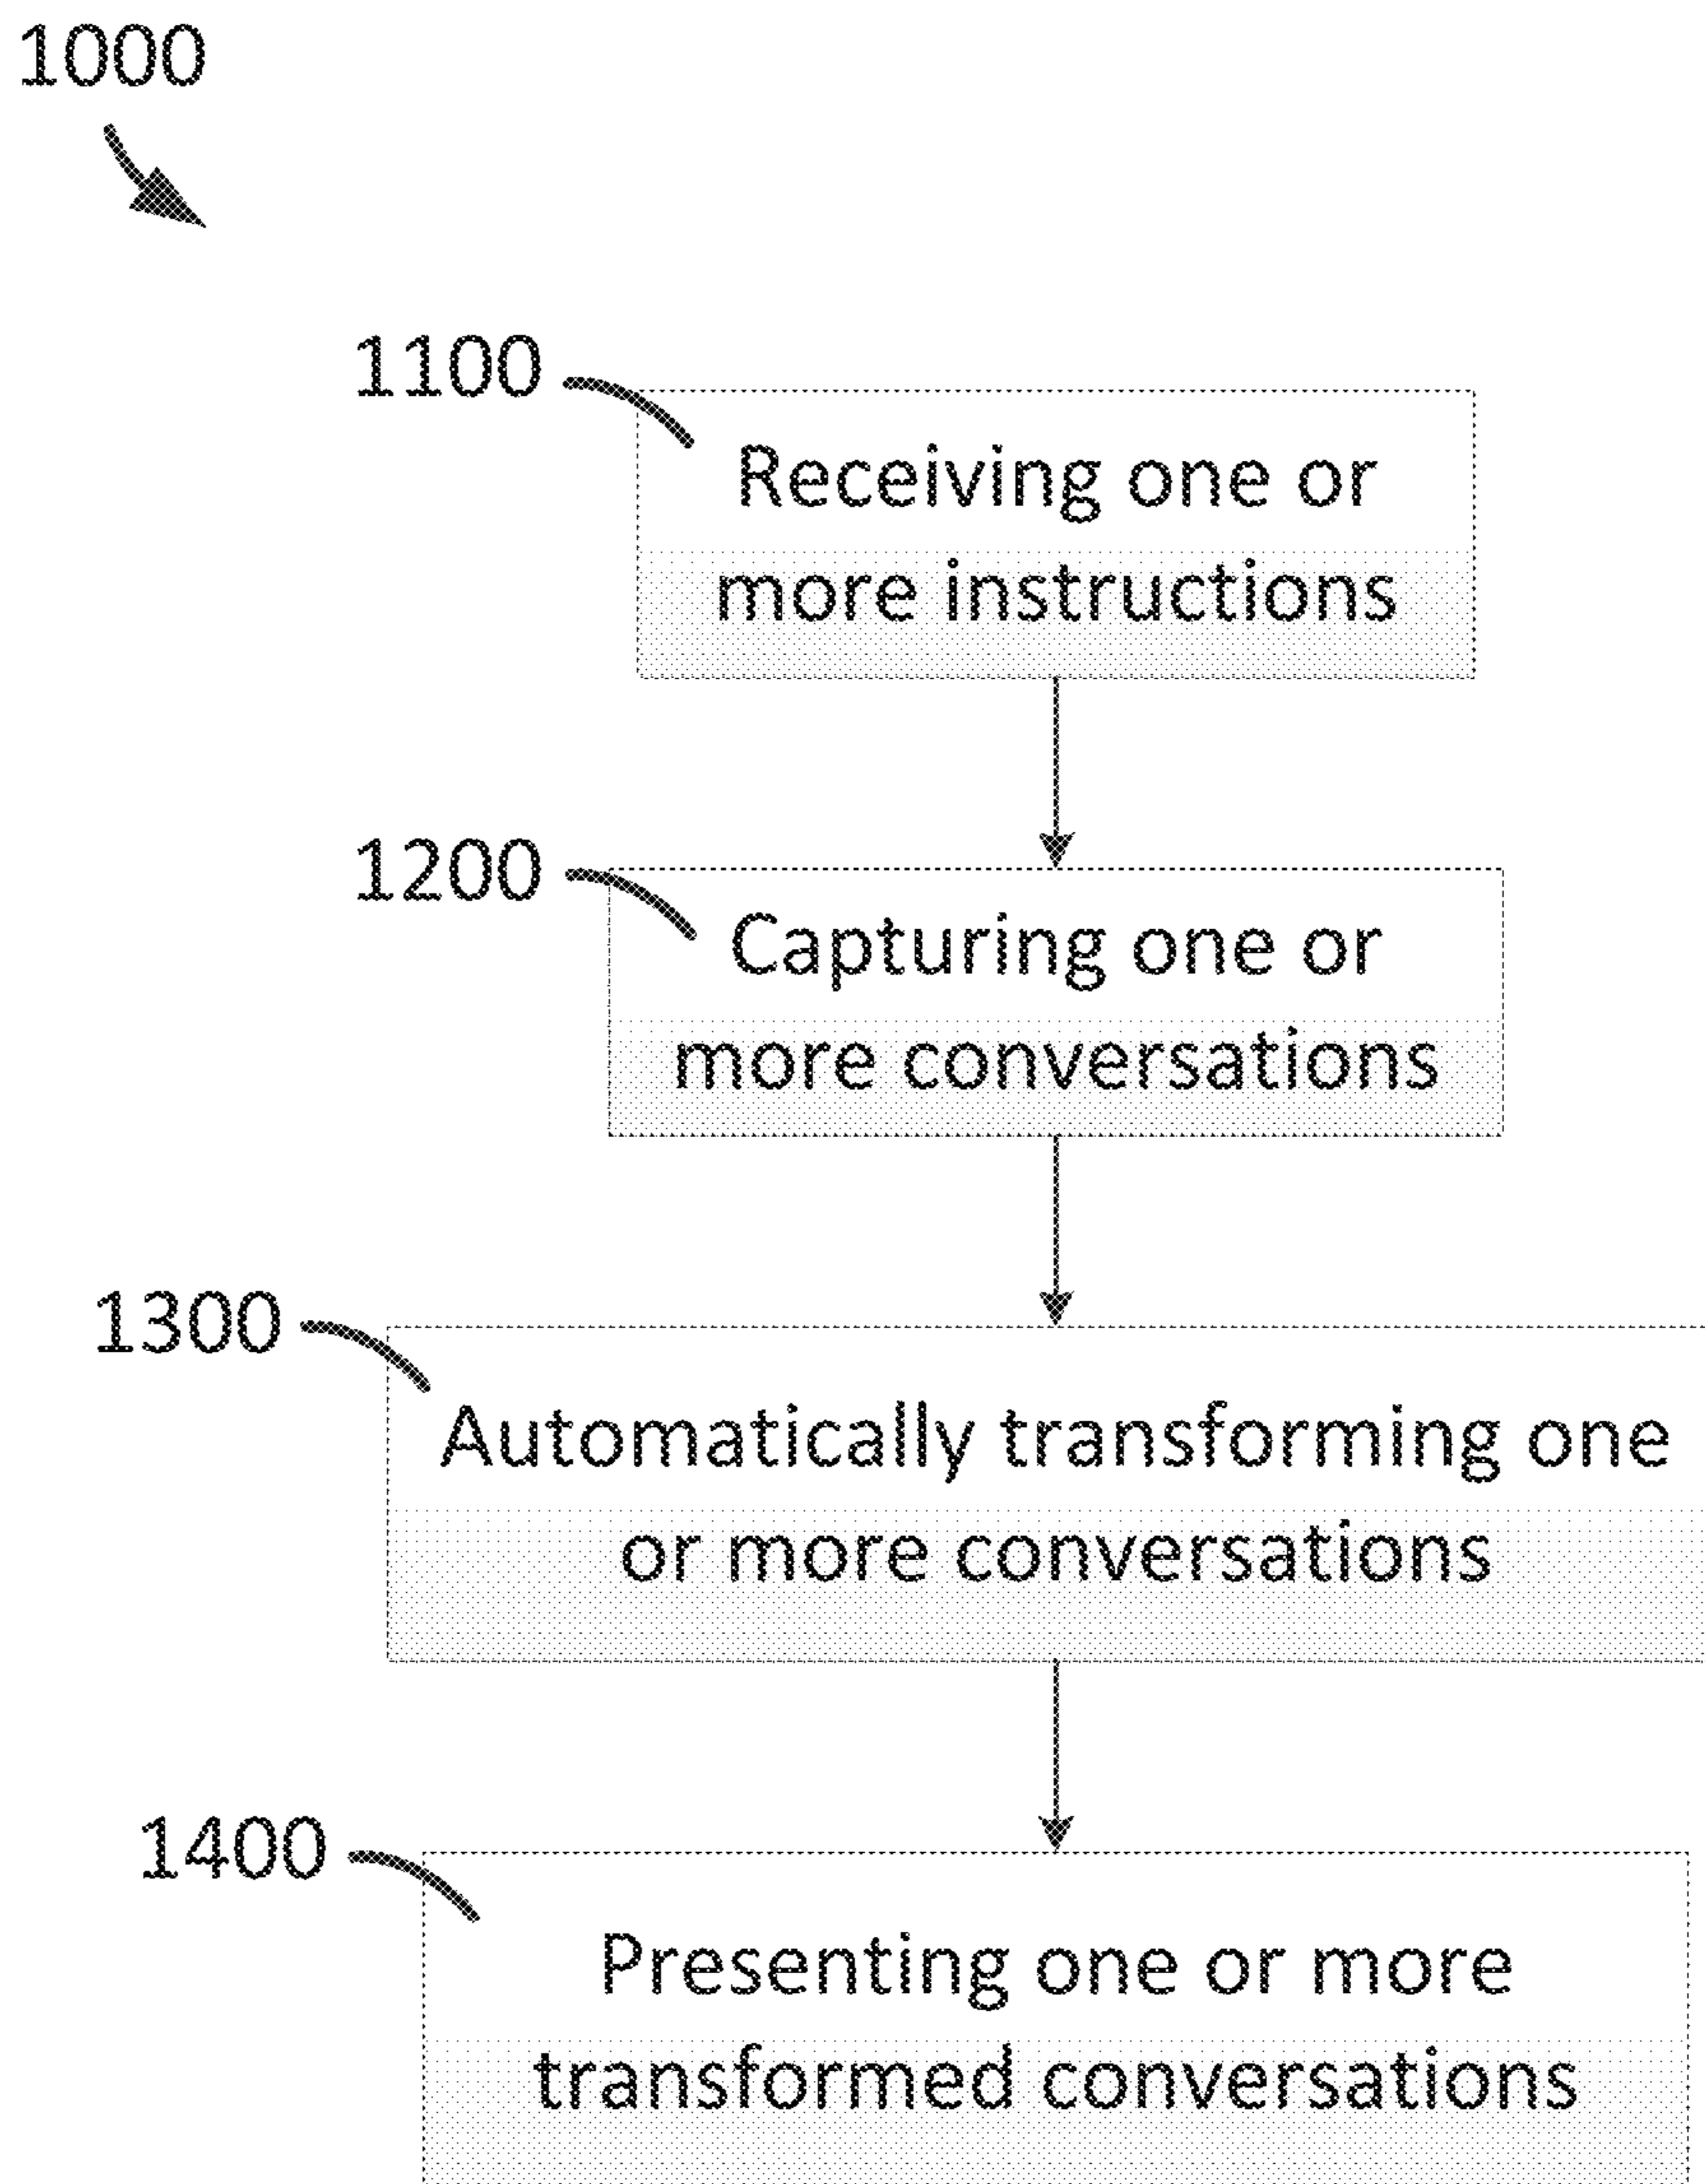 1000
1100
Receiving one or
more instructions
1200
Capturing one or
more conversations
1300
Automatically transforming one
or more conversations
1400
Presenting one or more
transformed conversations